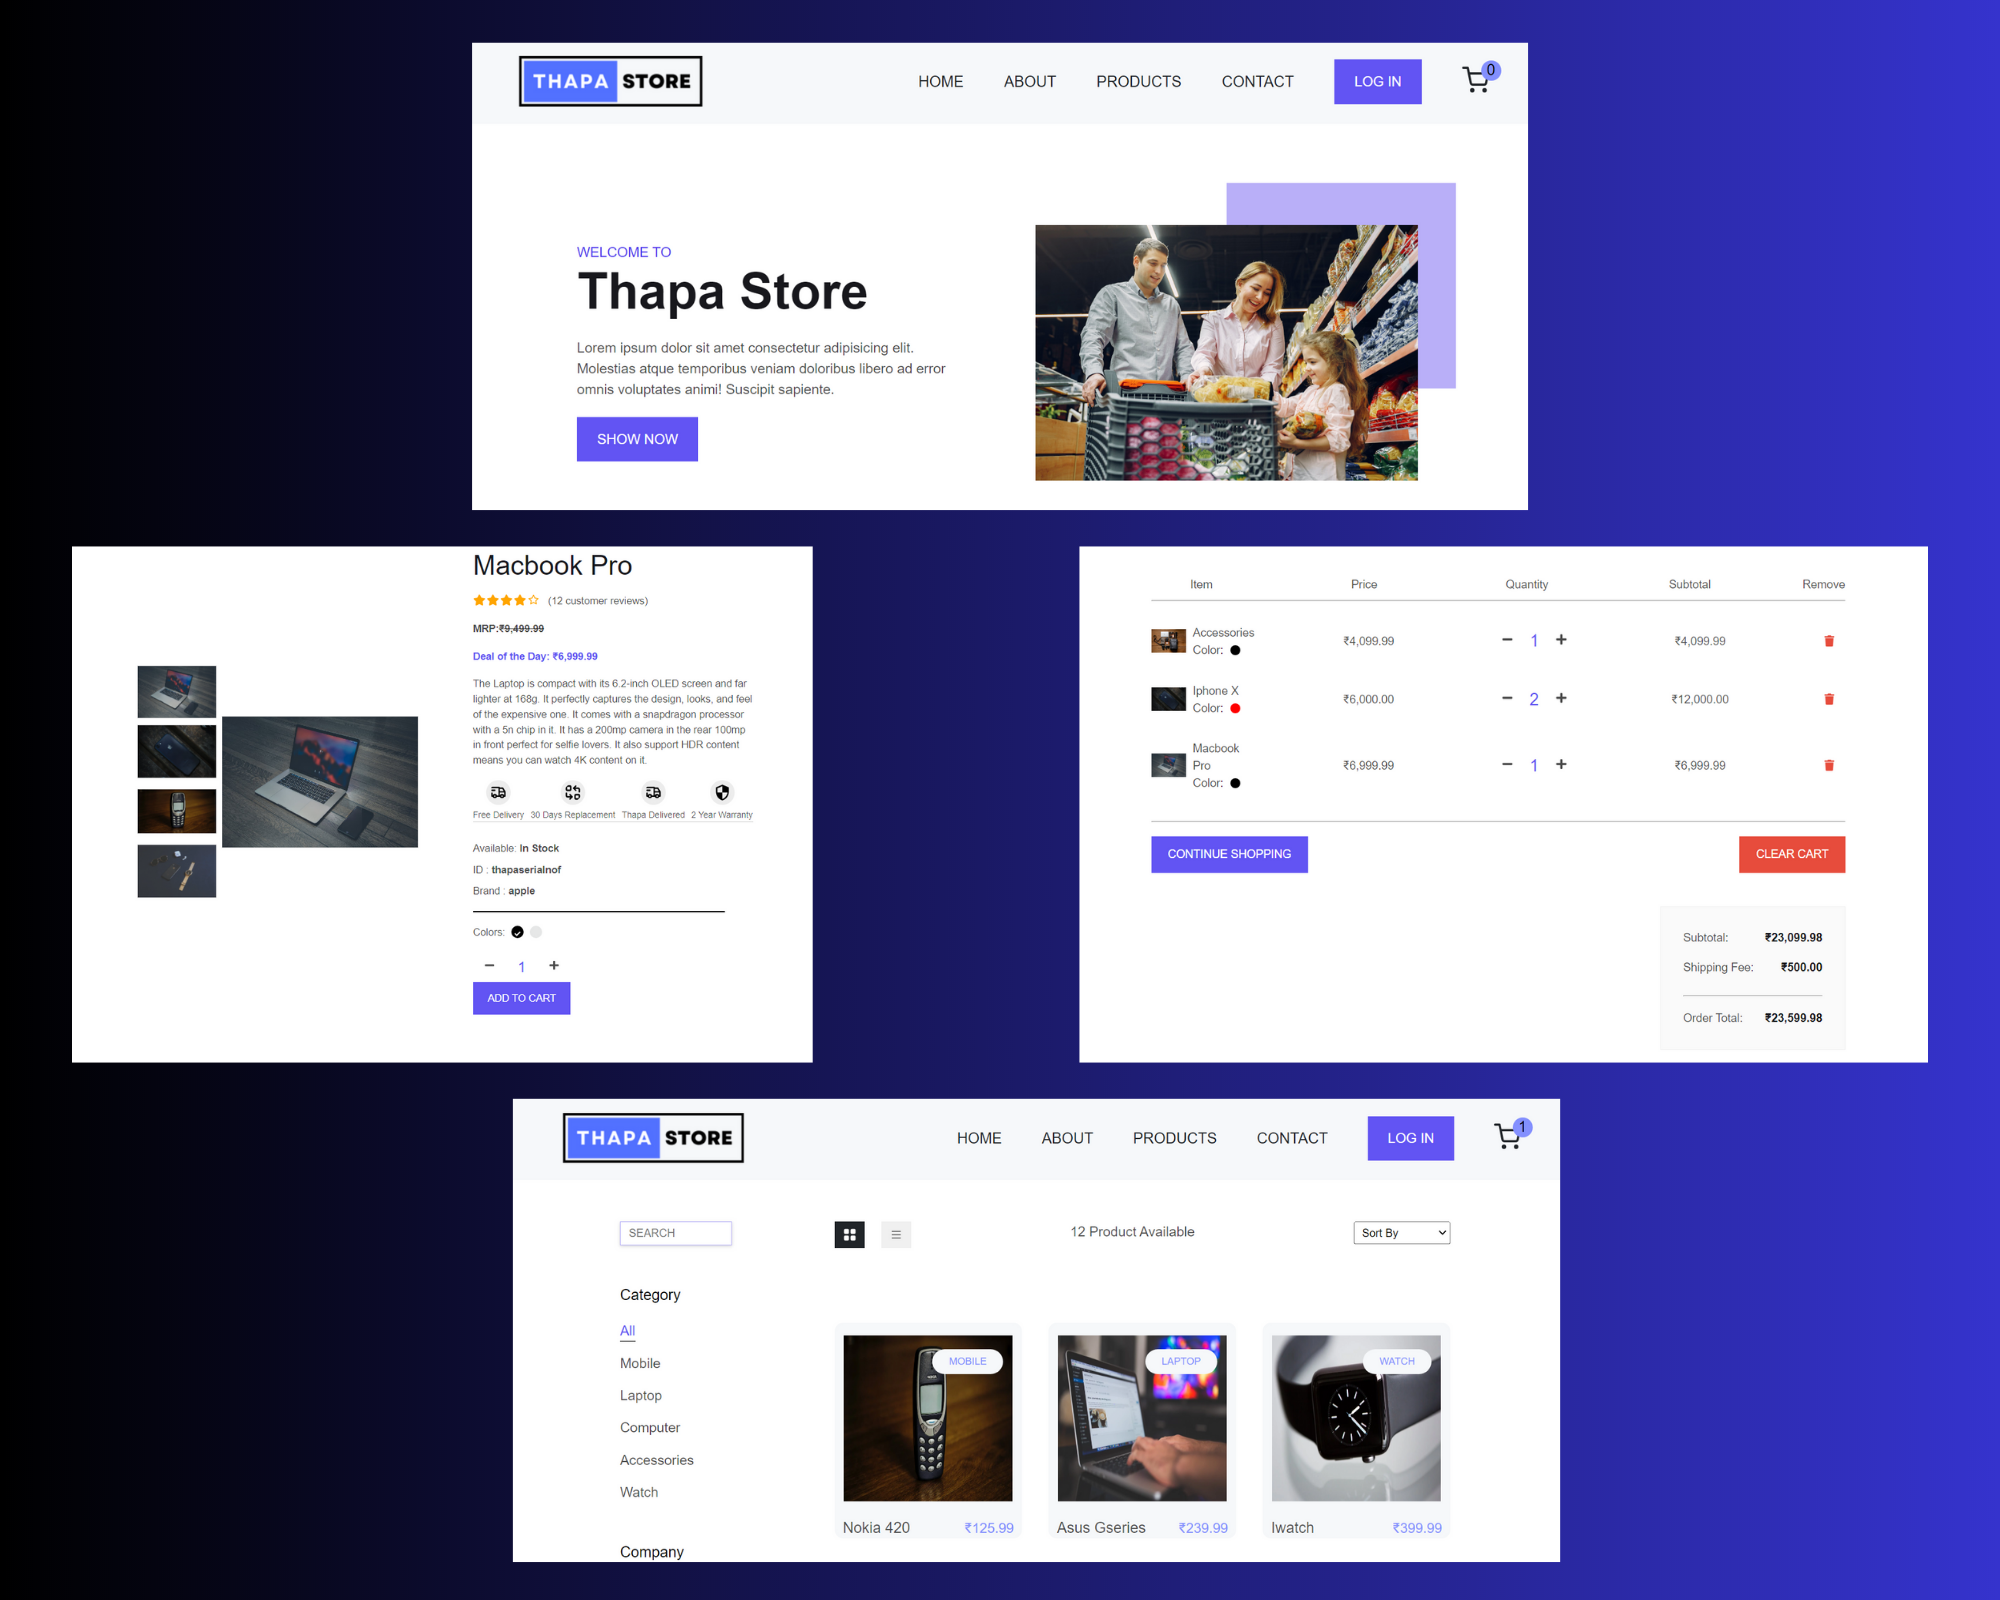 THAPA STORE
HOME ABOUT PRODUCTS CONTACT LOG IN 0
WELCOME TO
Thapa Store
Lorem ipsum dolor sit amet consectetur adipisicing elit.
Molestias atque temporibus veniam doloribus libero ad error
omnis voluptates animi! Suscipit sapiente.
SHOW NOW
Macbook Pro
(12 customer reviews)
MRP:₹9,499.99
Deal of the Day: ₹6,999.99
The Laptop is compact with its 6.2-inch OLED screen and far
lighter at 168g. It perfectly captures the design, looks, and feel
of the expensive one. It comes with a snapdragon processor
with a 5n chip in it. It has a 200mp camera in the rear 100mp
in front perfect for selfie lovers. It also support HDR content
means you can watch 4K content on it.
Free Delivery 30 Days Replacement Thapa Delivered 2 Year Warranty
Available: In Stock
ID : thapaserialnof
Brand : apple
Colors:
− 1 +
ADD TO CART
Item Price Quantity Subtotal Remove
Accessories
Color:
₹4,099.99 − 1 + ₹4,099.99
Iphone X
Color:
₹6,000.00 − 2 + ₹12,000.00
Macbook
Pro
Color:
₹6,999.99 − 1 + ₹6,999.99
CONTINUE SHOPPING CLEAR CART
Subtotal: ₹23,099.98
Shipping Fee: ₹500.00
Order Total: ₹23,599.98
THAPA STORE
HOME ABOUT PRODUCTS CONTACT LOG IN 1
SEARCH
12 Product Available
Sort By
Category
All
Mobile
Laptop
Computer
Accessories
Watch
Company
MOBILE
Nokia 420 ₹125.99
LAPTOP
Asus Gseries ₹239.99
WATCH
Iwatch ₹399.99